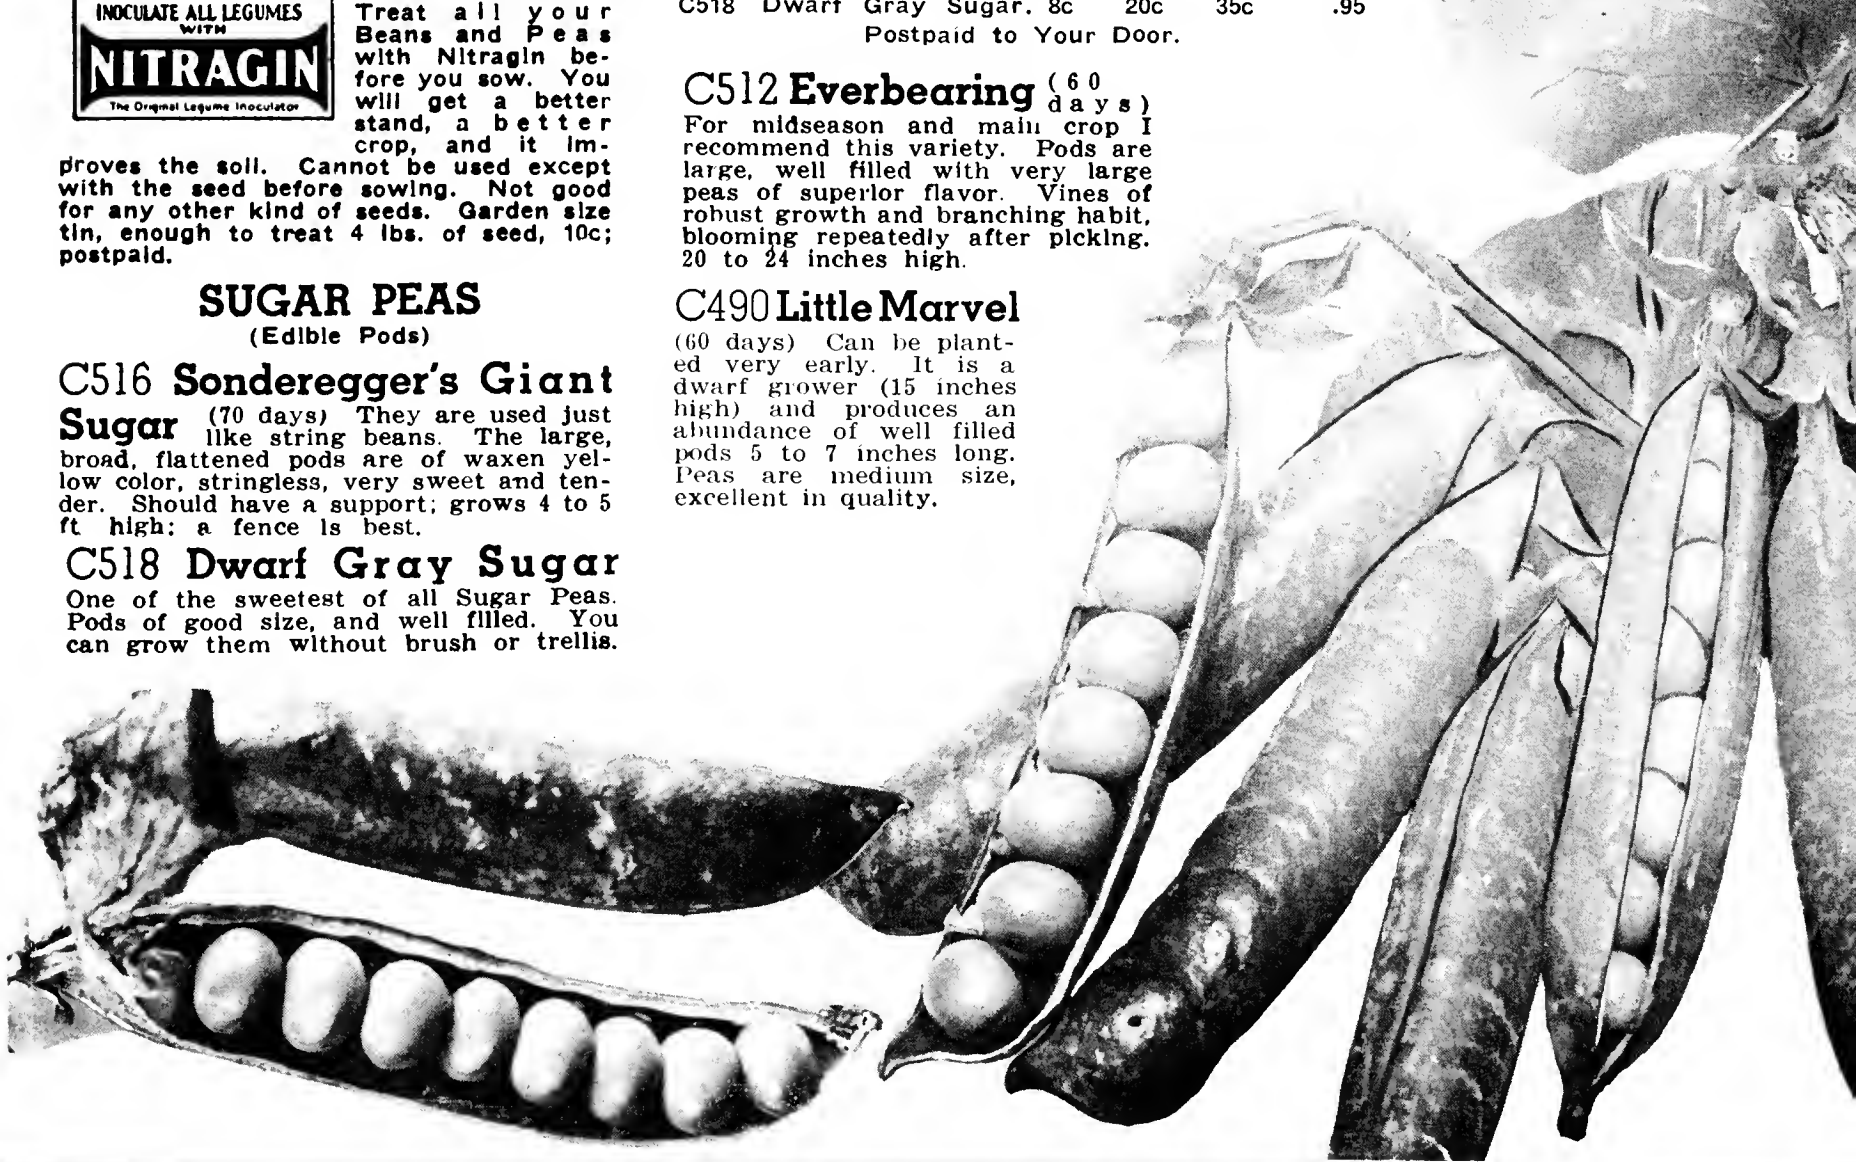 INOCULATE ALL LEGUMES
WITH
NITRAGIN
The Original Legume Inoculator
Treat all your
Beans and Peas
with Nitragin be-
fore you sow. You
will get a better
stand, a better
crop, and it im-
proves the soil. Cannot be used except
with the seed before sowing. Not good
for any other kind of seeds. Garden size
tin, enough to treat 4 lbs. of seed, 10c;
postpaid.
SUGAR PEAS
(Edible Pods)
C516 Sonderegger's Giant
Sugar (70 days) They are used just
like string beans. The large,
broad, flattened pods are of waxen yel-
low color, stringless, very sweet and ten-
der. Should have a support; grows 4 to 5
ft high; a fence is best.
C518 Dwarf Gray Sugar
One of the sweetest of all Sugar Peas.
Pods of good size, and well filled. You
can grow them without brush or trellis.
C518 Dwarf Gray Sugar. 8c 20c 35c .95
Postpaid to Your Door.
C512 Everbearing (60
days)
For midseason and main crop I
recommend this variety. Pods are
large, well filled with very large
peas of superior flavor. Vines of
robust growth and branching habit,
blooming repeatedly after picking.
20 to 24 inches high.
C490 Little Marvel
(60 days) Can be plant-
ed very early. It is a
dwarf grower (15 inches
high) and produces an
abundance of well filled
pods 5 to 7 inches long.
Peas are medium size,
excellent in quality.